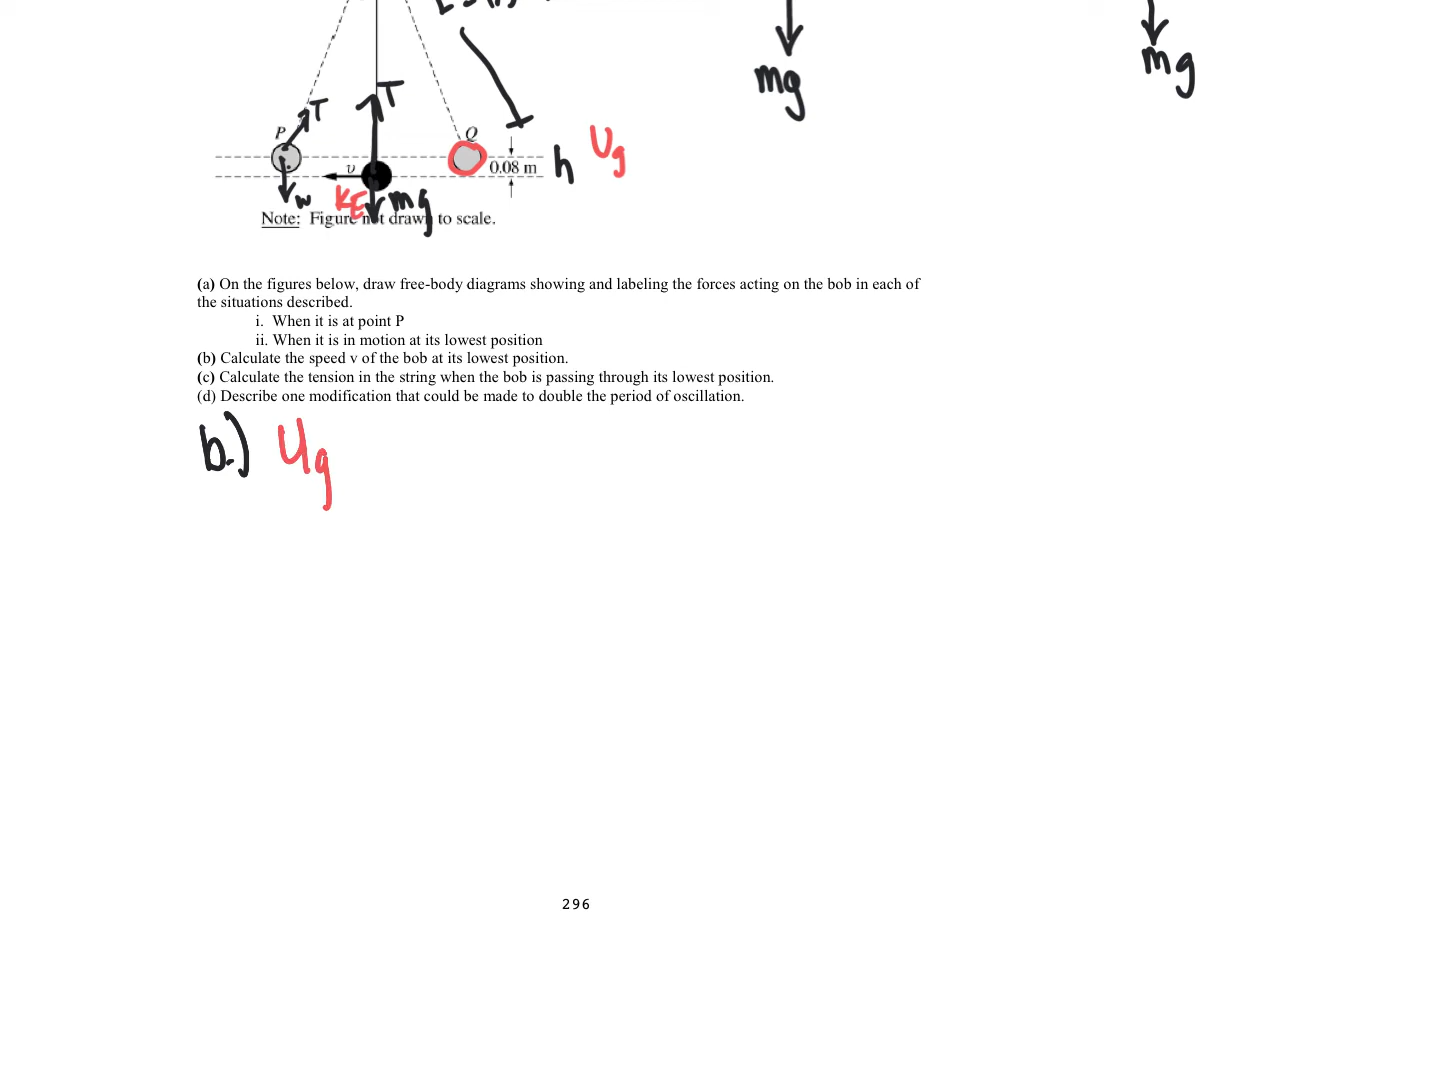 T
T
mg
mg
P
Q
υ
0.08 m
h
Ug
w
KE
mg
Note: Figure not drawn to scale.
(a) On the figures below, draw free-body diagrams showing and labeling the forces acting on the bob in each of
the situations described.
i. When it is at point P
ii. When it is in motion at its lowest position
(b) Calculate the speed v of the bob at its lowest position.
(c) Calculate the tension in the string when the bob is passing through its lowest position.
(d) Describe one modification that could be made to double the period of oscillation.
b.) Ug
296